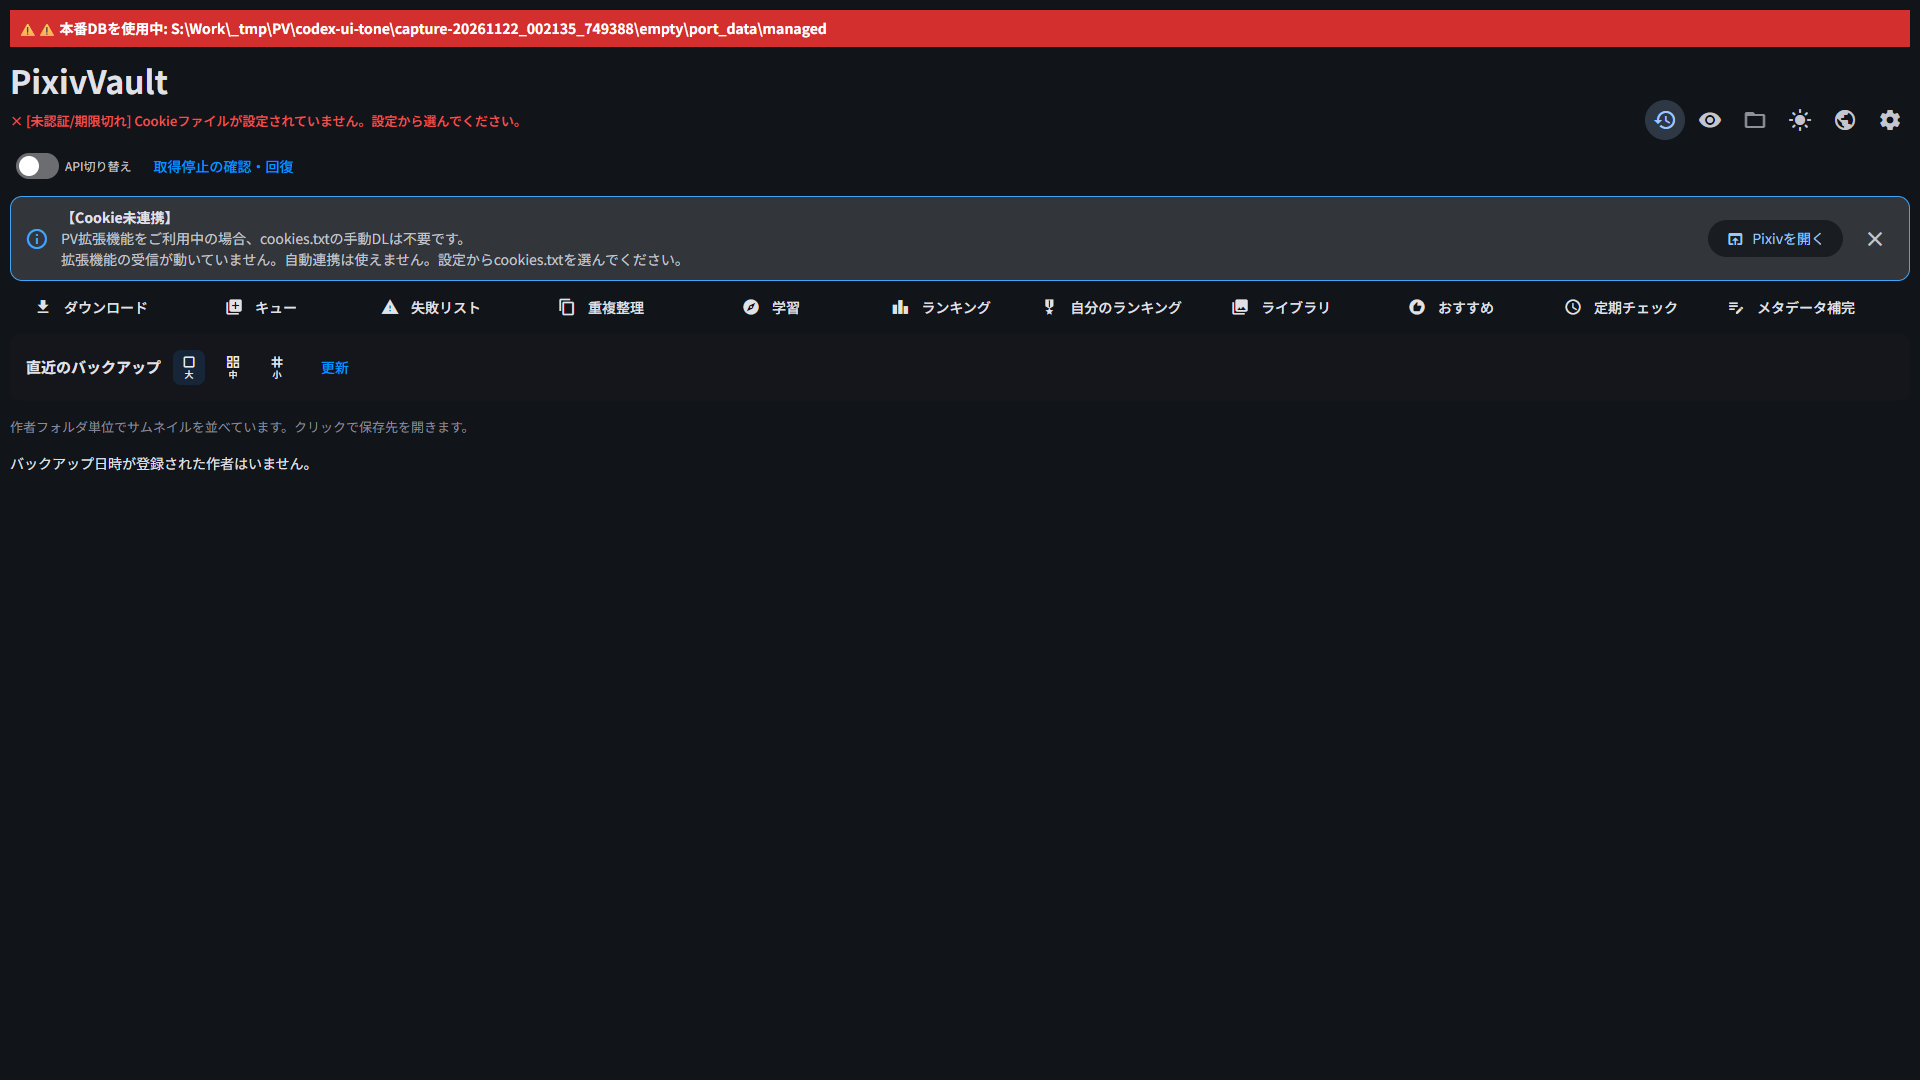 ⚠ ⚠ 本番DBを使用中: S:\Work\_tmp\PV\codex-ui-tone\capture-20261122_002135_749388\empty\port_data\managed
PixivVault
✕ [未認証/期限切れ] Cookieファイルが設定されていません。設定から選んでください。
API切り替え 取得停止の確認・回復
【Cookie未連携】
PV拡張機能をご利用中の場合、cookies.txtの手動DLは不要です。
拡張機能の受信が動いていません。自動連携は使えません。設定からcookies.txtを選んでください。
Pixivを開く
ダウンロード キュー 失敗リスト 重複整理 学習 ランキング 自分のランキング ライブラリ おすすめ 定期チェック メタデータ補完
直近のバックアップ 大 中 小 更新
作者フォルダ単位でサムネイルを並べています。クリックで保存先を開きます。
バックアップ日時が登録された作者はいません。